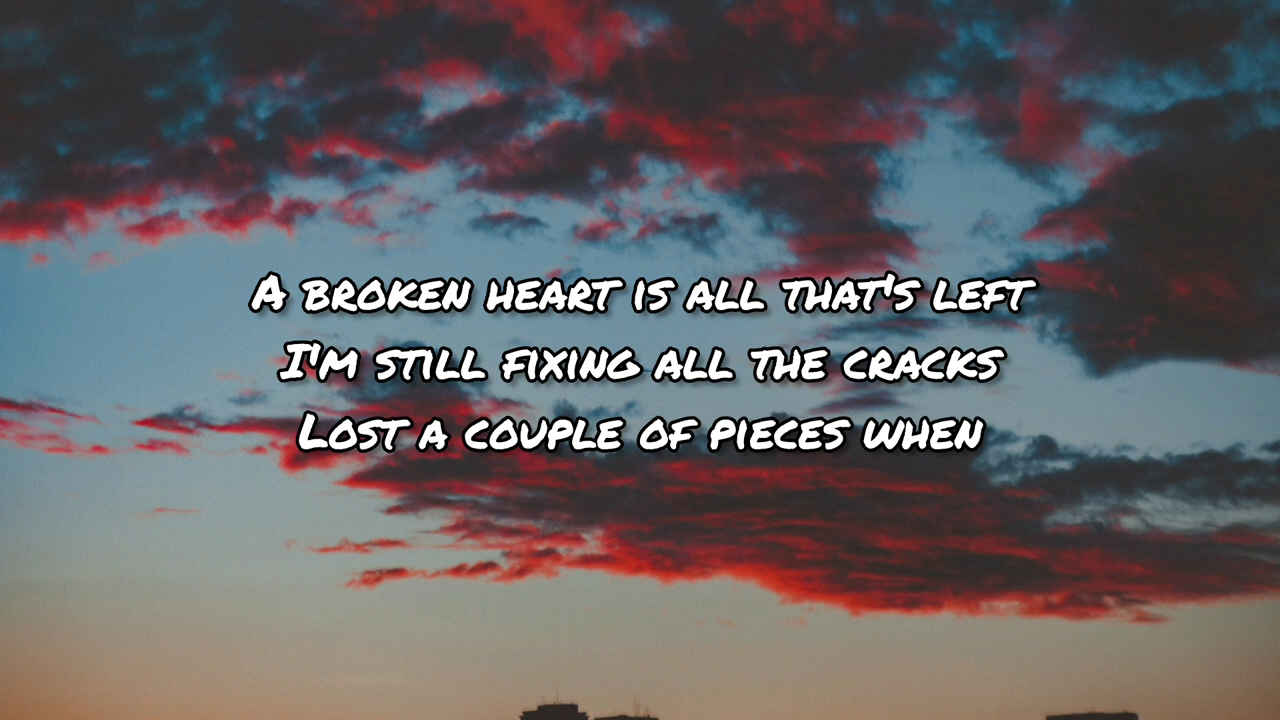 A broken heart is all that's left
I'm still fixing all the cracks
Lost a couple of pieces when